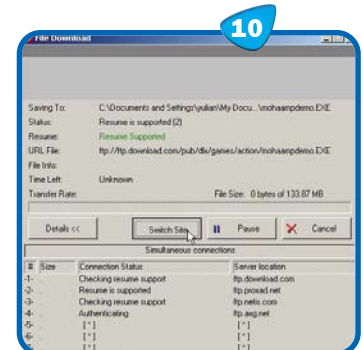 10
File Download
Saving To: C:\Documents and Settings\yulian\My Docu...\mohaampdemo.EXE
Status: Resume is supported (2)
Resume: Resume Supported
URL File: ftp://ftp.download.com/pub/dlx/games/action/mohaampdemo.EXE
File Info:
Time Left: Unknown
Transfer Rate: File Size: 0 bytes of 133.87 MB
Details << Switch Site Pause Cancel
Simultaneous connections
# Size Connection Status Server location
-1- Checking resume support ftp.download.com
-2- Resume is supported ftp.proxad.net
-3- Checking resume support ftp.netis.com
-4- Authenticating ftp.axg.net
-5- [ * ] [ * ]
-6- [ * ] [ * ]
-7- [ * ] [ * ]